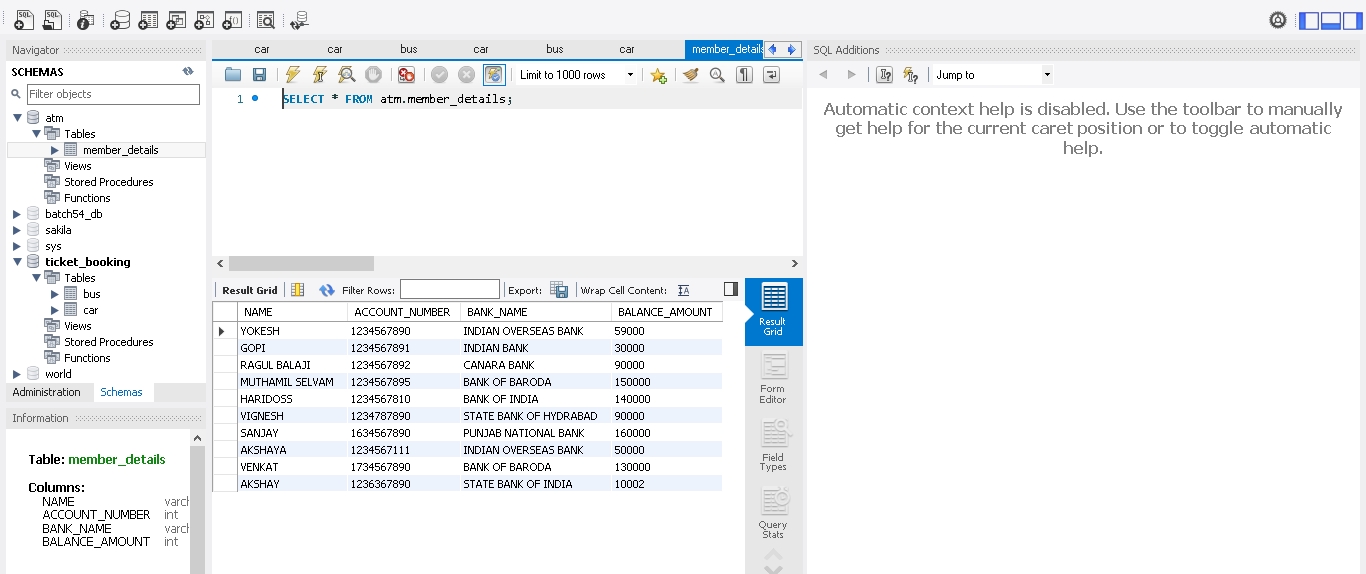 Navigator
SCHEMAS
Filter objects
atm
Tables
member_details
Views
Stored Procedures
Functions
batch54_db
sakila
sys
ticket_booking
Tables
bus
car
Views
Stored Procedures
Functions
world
Administration Schemas
Information
Table: member_details
Columns:
NAME varch
ACCOUNT_NUMBER int
BANK_NAME varch
BALANCE_AMOUNT int
car car bus car bus car member_details
Limit to 1000 rows
1 SELECT * FROM atm.member_details;
Result Grid Filter Rows: Export: Wrap Cell Content:
NAME ACCOUNT_NUMBER BANK_NAME BALANCE_AMOUNT
YOKESH 1234567890 INDIAN OVERSEAS BANK 59000
GOPI 1234567891 INDIAN BANK 30000
RAGUL BALAJI 1234567892 CANARA BANK 90000
MUTHAMIL SELVAM 1234567895 BANK OF BARODA 150000
HARIDOSS 1234567810 BANK OF INDIA 140000
VIGNESH 1234787890 STATE BANK OF HYDRABAD 90000
SANJAY 1634567890 PUNJAB NATIONAL BANK 160000
AKSHAYA 1234567111 INDIAN OVERSEAS BANK 50000
VENKAT 1734567890 BANK OF BARODA 130000
AKSHAY 1236367890 STATE BANK OF INDIA 10002
Result
Grid
Form
Editor
Field
Types
Query
Stats
SQL Additions
Jump to
Automatic context help is disabled. Use the toolbar to manually
get help for the current caret position or to toggle automatic
help.